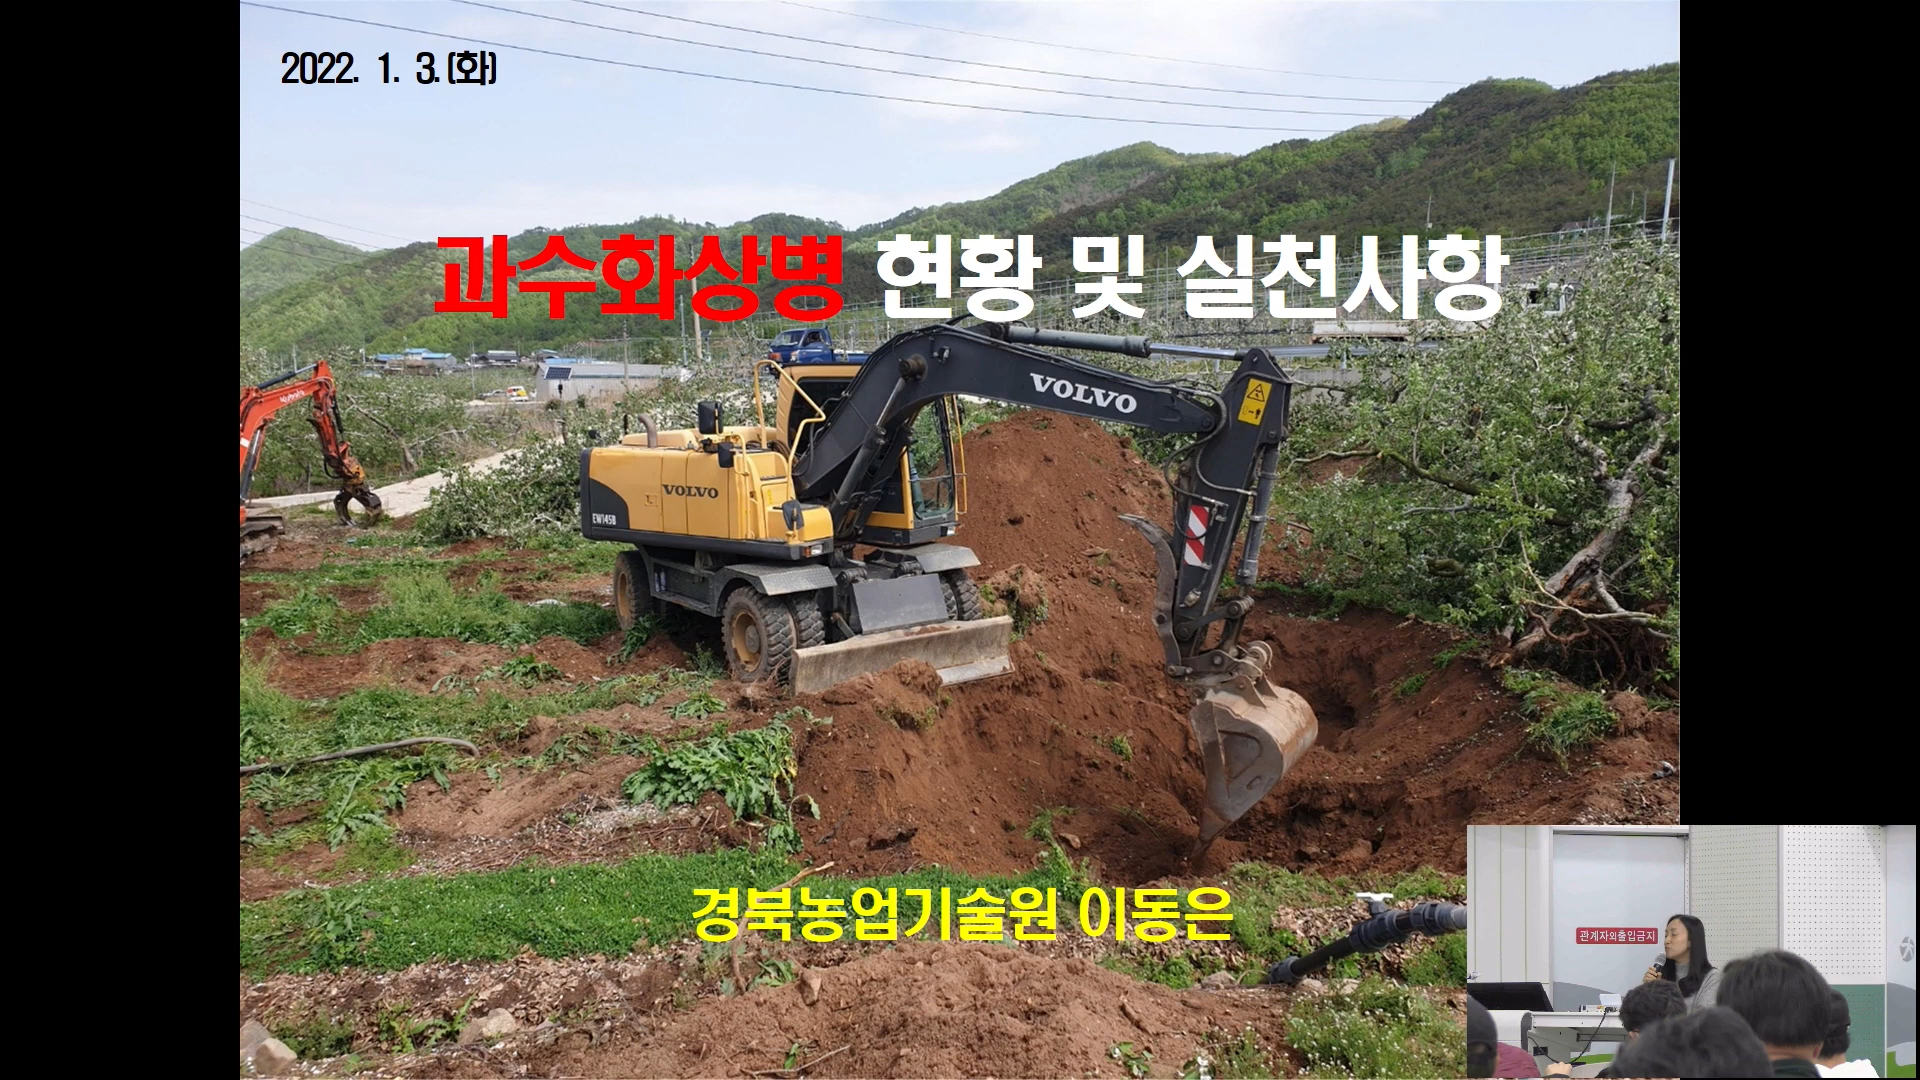 2022. 1. 3.(화)
과수화상병 현황 및 실천사항
Kubota
VOLVO
VOLVO
EW145B
경북농업기술원 이동은
관계자외출입금지